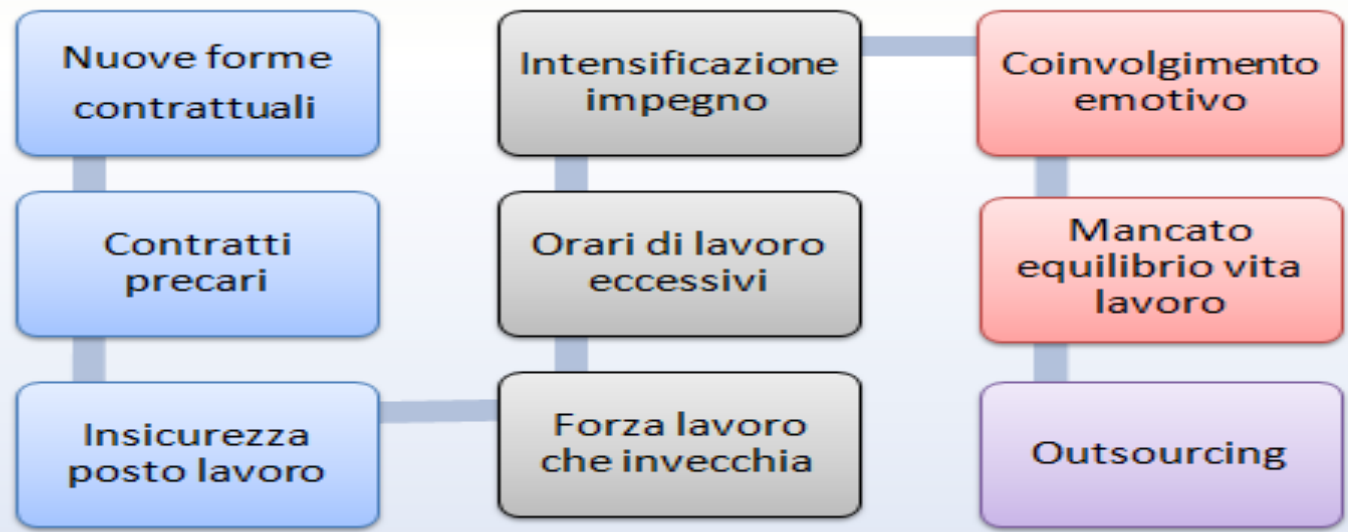 Nuove forme
contrattuali
Contratti
precari
Insicurezza
posto lavoro
Forza lavoro
che invecchia
Orari di lavoro
eccessivi
Intensificazione
impegno
Coinvolgimento
emotivo
Mancato
equilibrio vita
lavoro
Outsourcing